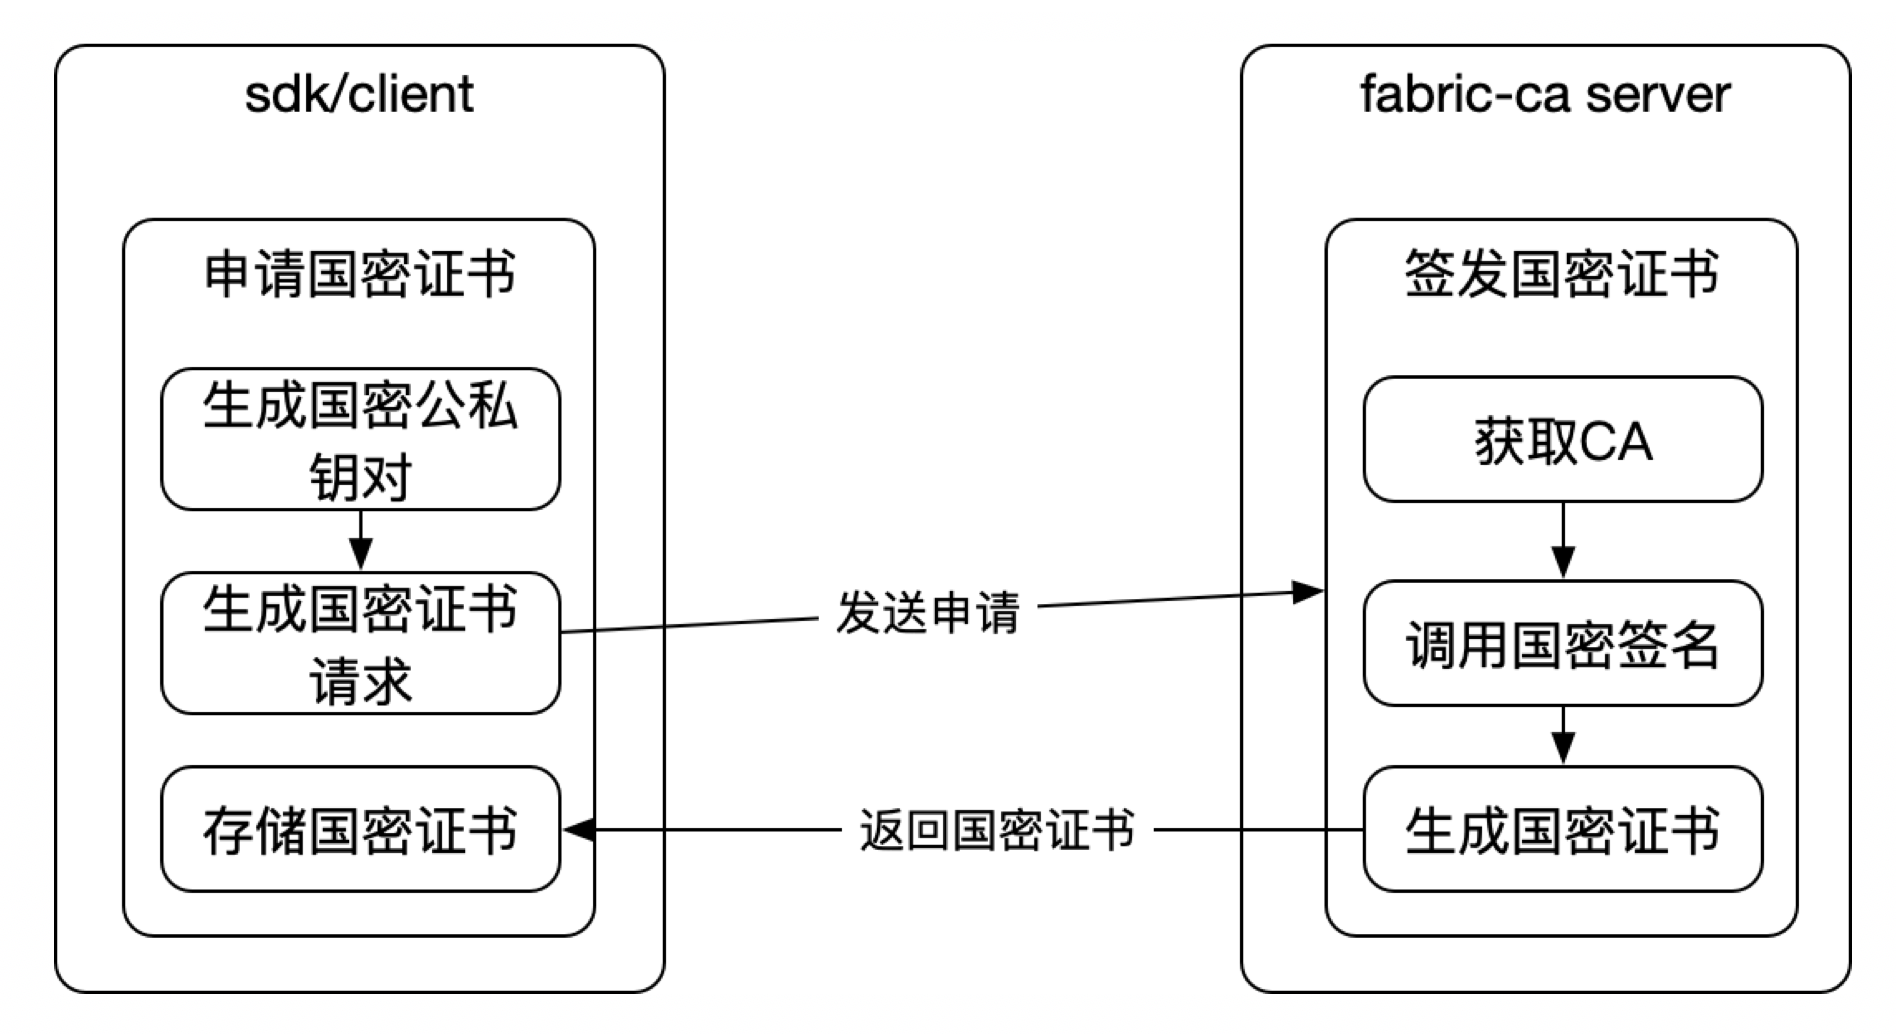 sdk/client
申请国密证书
生成国密公私
钥对
生成国密证书
请求
存储国密证书
发送申请
返回国密证书
fabric-ca server
签发国密证书
获取CA
调用国密签名
生成国密证书